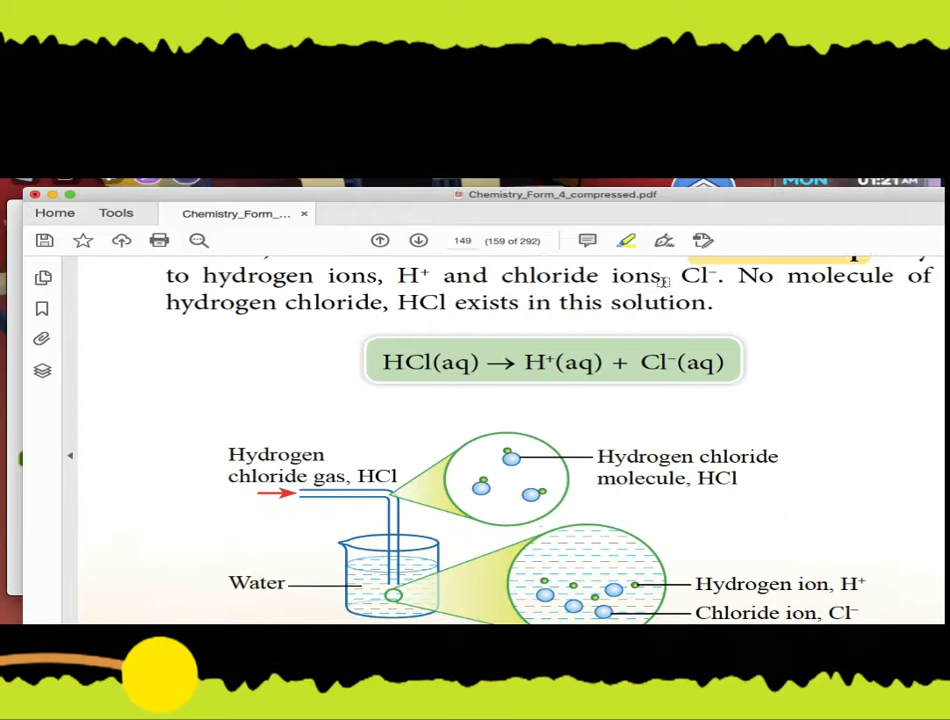 MON 01:21 AM
Chemistry_Form_4_compressed.pdf
Home Tools Chemistry_Form_... ×
149 (159 of 292)
to hydrogen ions, H⁺ and chloride ions, Cl⁻. No molecule of
hydrogen chloride, HCl exists in this solution.
HCl(aq) → H⁺(aq) + Cl⁻(aq)
Hydrogen
chloride gas, HCl
Hydrogen chloride
molecule, HCl
Water
Hydrogen ion, H⁺
Chloride ion, Cl⁻